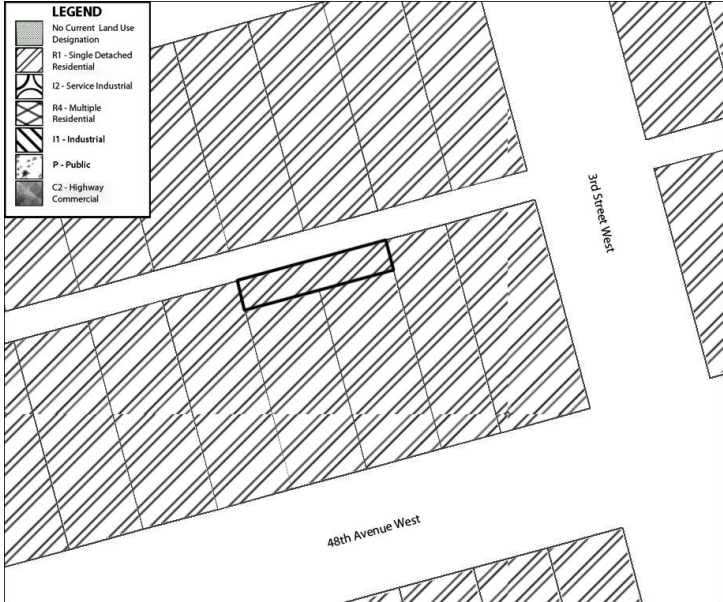 LEGEND
No Current Land Use
Designation
R1 - Single Detached
Residential
I2 - Service Industrial
R4 - Multiple
Residential
I1 - Industrial
P - Public
C2 - Highway
Commercial
3rd Street West
48th Avenue West